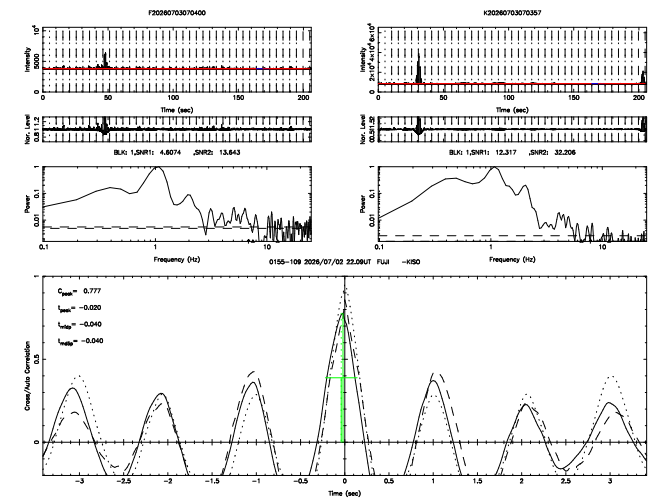 F20260703070400 K20260703070357
10⁴
5000
0
Intensity
0 50 100 150 200
Time (sec)
0 2×10⁴ 4×10⁴ 6×10⁴ 8×10⁴
Intensity
0 50 100 150 200
Time (sec)
Nor. Level
Nor. Level
BLK: 1,SNR1: 4.6074 ,SNR2: 13.643
BLK: 1,SNR1: 12.317 ,SNR2: 32.206
Power
1
0.1
0.01
0.1 1 10
Frequency (Hz)
Power
1
0.1
0.01
0.1 1 10
Frequency (Hz)
0155-109 2026/07/02 22.09UT FUJI -KISO
Cpeak= 0.777
tpeak= -0.020
tmidp= -0.040
Cross/Auto Correlation
1
0.5
0
-3 -2 -1.5 -1 -0.5 0 0.5 1 1.5 2 2.5 3
Time (sec)